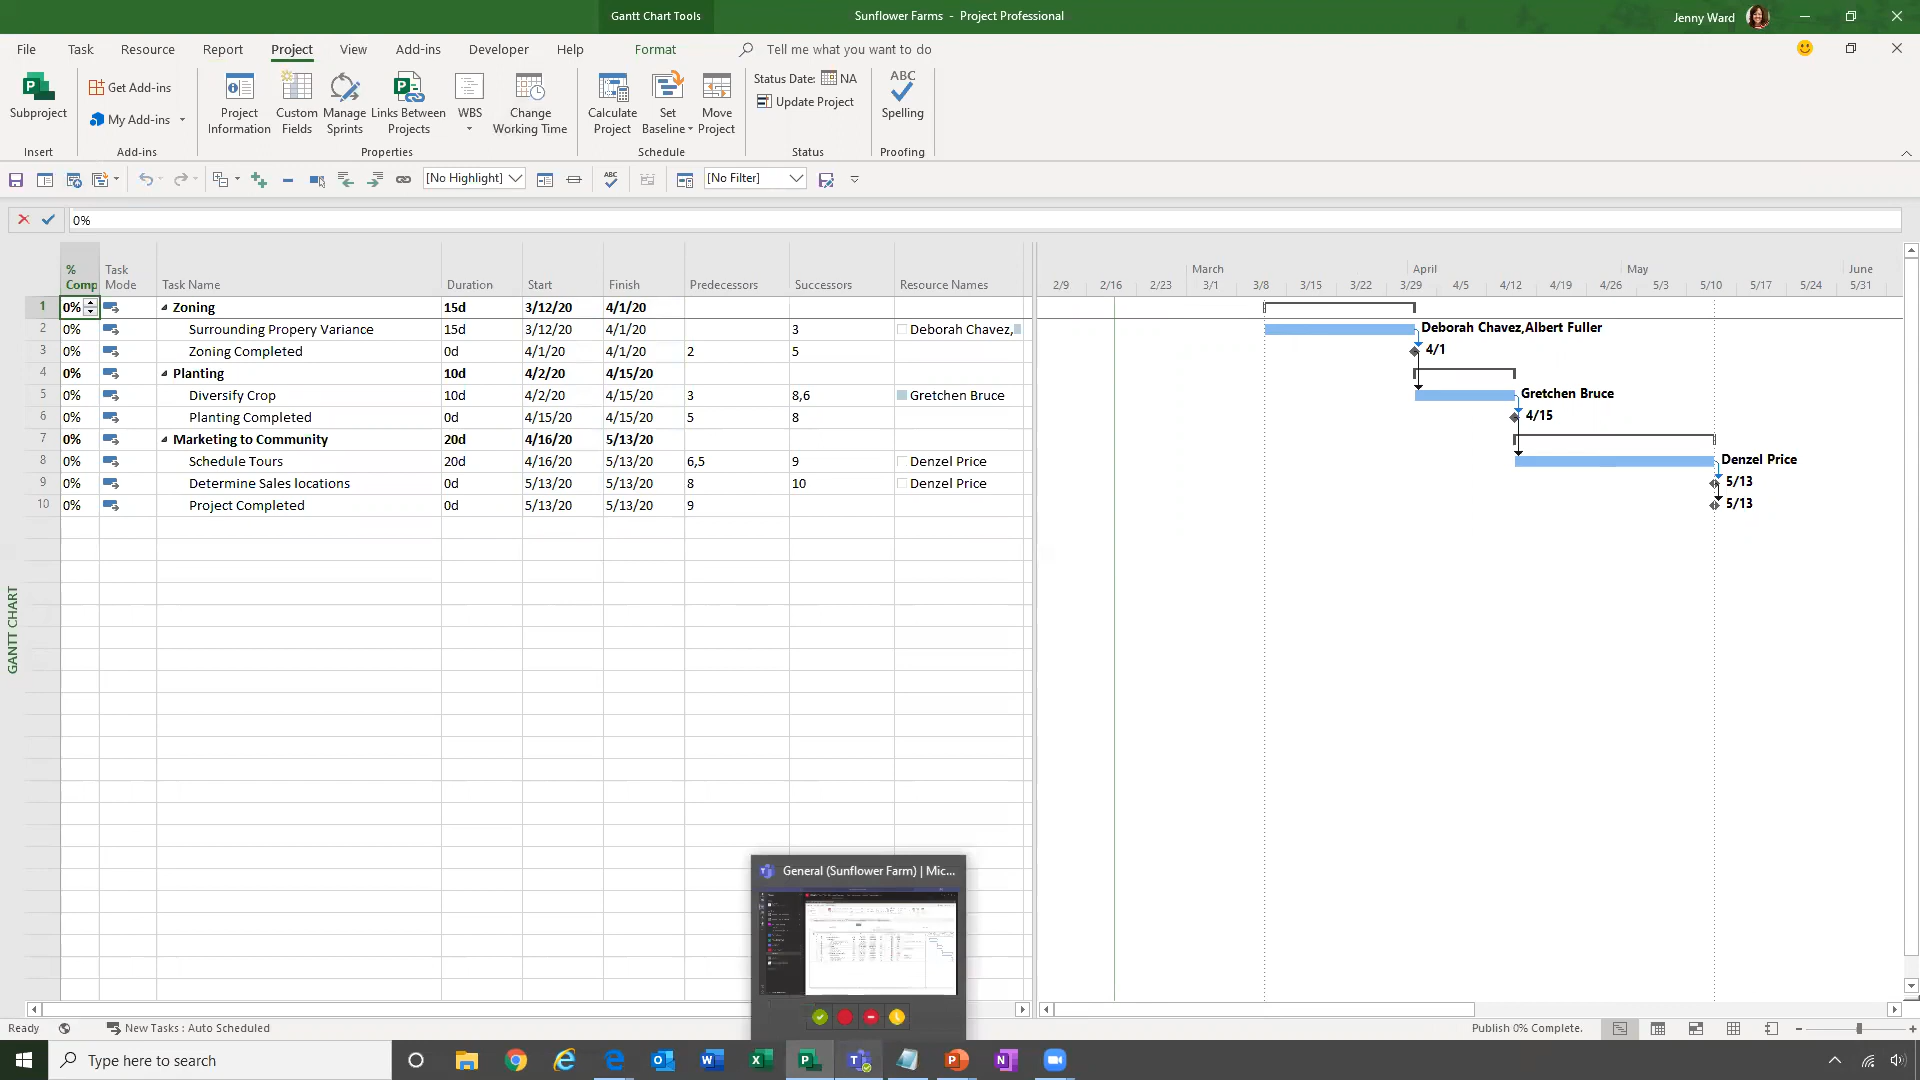 Gantt Chart Tools
Sunflower Farms - Project Professional
Jenny Ward
File Task Resource Report Project View Add-ins Developer Help Format Tell me what you want to do
Subproject
Insert
Get Add-ins
My Add-ins
Add-ins
Project Information
Custom Fields
Manage Sprints
Links Between Projects
WBS
Change Working Time
Properties
Calculate Project
Set Baseline
Move Project
Schedule
Status Date: NA
Update Project
Status
ABC
Spelling
Proofing
[No Highlight]
ABC
[No Filter]
0%
% Comp Task Mode Task Name Duration Start Finish Predecessors Successors Resource Names
1 0% Zoning 15d 3/12/20 4/1/20
2 0% Surrounding Propery Variance 15d 3/12/20 4/1/20 3 Deborah Chavez,
3 0% Zoning Completed 0d 4/1/20 4/1/20 2 5
4 0% Planting 10d 4/2/20 4/15/20
5 0% Diversify Crop 10d 4/2/20 4/15/20 3 8,6 Gretchen Bruce
6 0% Planting Completed 0d 4/15/20 4/15/20 5 8
7 0% Marketing to Community 20d 4/16/20 5/13/20
8 0% Schedule Tours 20d 4/16/20 5/13/20 6,5 9 Denzel Price
9 0% Determine Sales locations 0d 5/13/20 5/13/20 8 10 Denzel Price
10 0% Project Completed 0d 5/13/20 5/13/20 9
March April May June
2/9 2/16 2/23 3/1 3/8 3/15 3/22 3/29 4/5 4/12 4/19 4/26 5/3 5/10 5/17 5/24 5/31
Deborah Chavez,Albert Fuller
4/1
Gretchen Bruce
4/15
Denzel Price
5/13
5/13
GANTT CHART
General (Sunflower Farm) | Mic...
Ready New Tasks : Auto Scheduled
Publish 0% Complete.
Type here to search